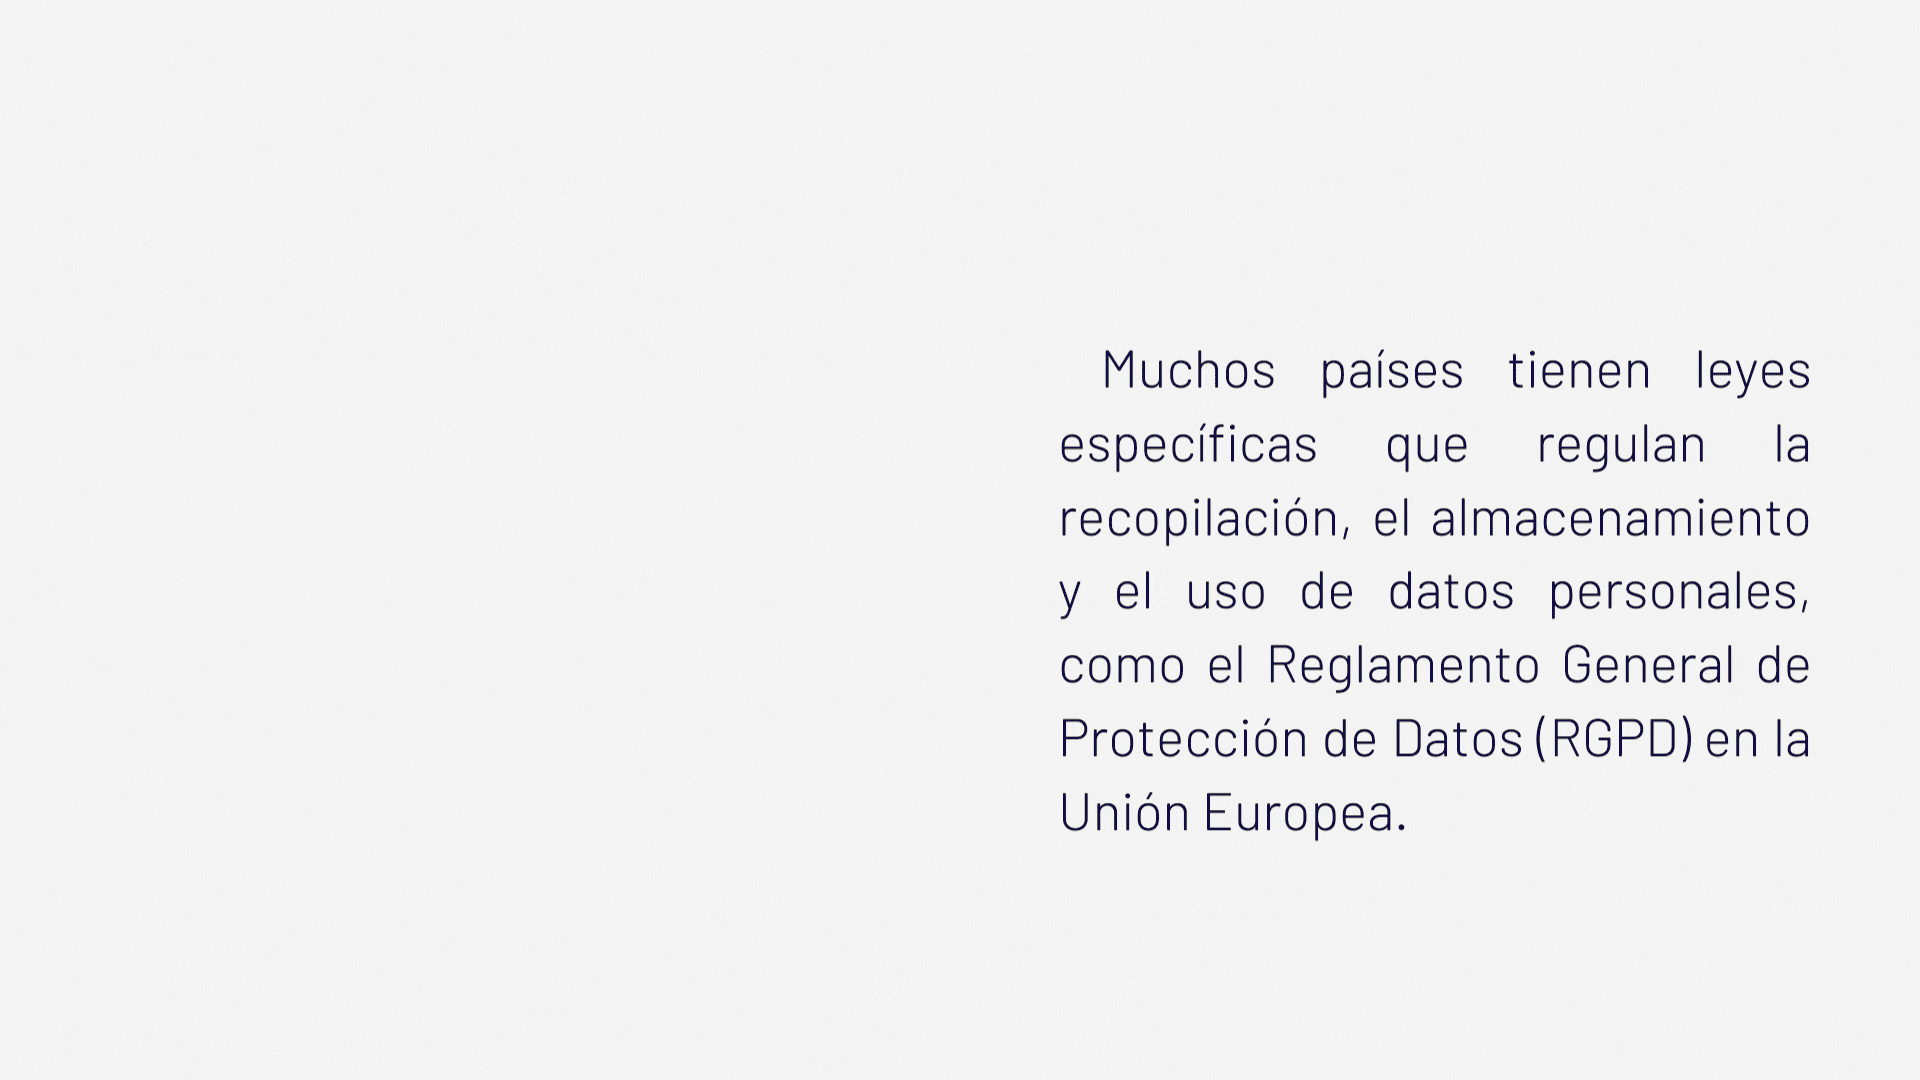 Muchos países tienen leyes
específicas que regulan la
recopilación, el almacenamiento
y el uso de datos personales,
como el Reglamento General de
Protección de Datos (RGPD) en la
Unión Europea.